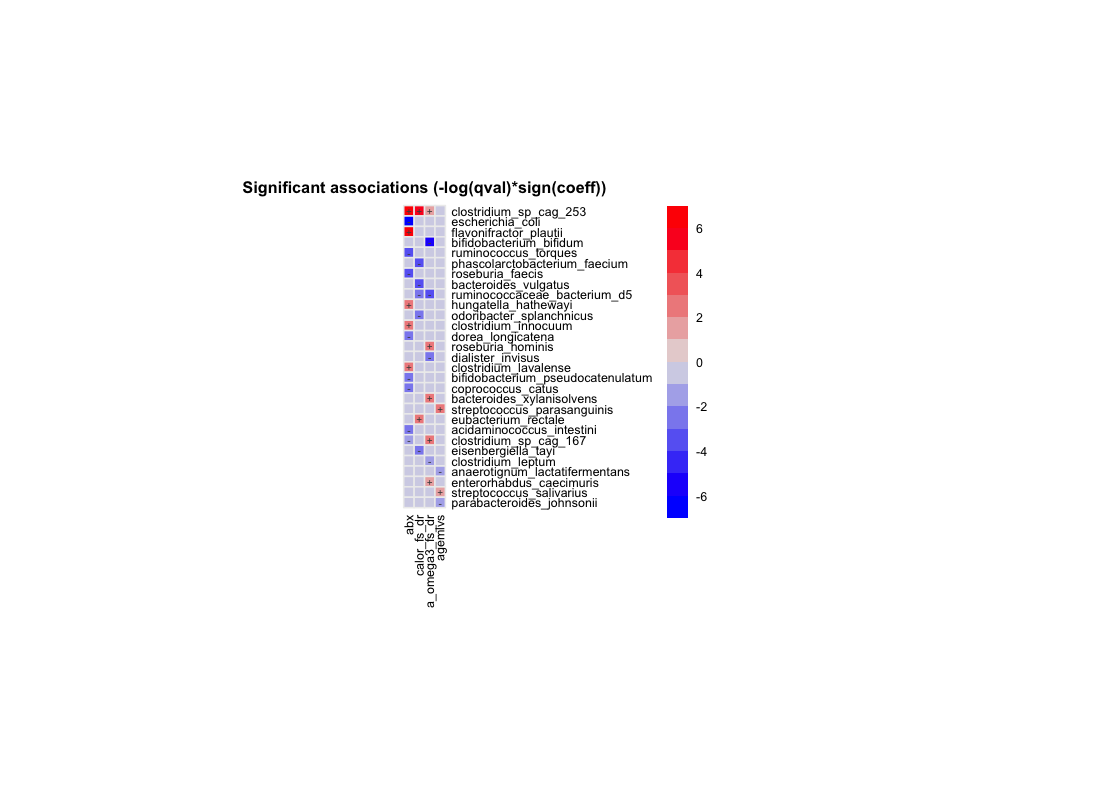 Significant associations (-log(qval)*sign(coeff))
clostridium_sp_cag_253
escherichia_coli
flavonifractor_plautii
bifidobacterium_bifidum
ruminococcus_torques
phascolarctobacterium_faecium
roseburia_faecis
bacteroides_vulgatus
ruminococcaceae_bacterium_d5
hungatella_hathewayi
odoribacter_splanchnicus
clostridium_innocuum
dorea_longicatena
roseburia_hominis
dialister_invisus
clostridium_lavalense
bifidobacterium_pseudocatenulatum
coprococcus_catus
bacteroides_xylanisolvens
streptococcus_parasanguinis
eubacterium_rectale
acidaminococcus_intestini
clostridium_sp_cag_167
eisenbergiella_tayi
clostridium_leptum
anaerotignum_lactatifermentans
enterorhabdus_caecimuris
streptococcus_salivarius
parabacteroides_johnsonii
abx
calor_fs_dr
a_omega3_fs_dr
agemlvs
6
4
2
0
-2
-4
-6